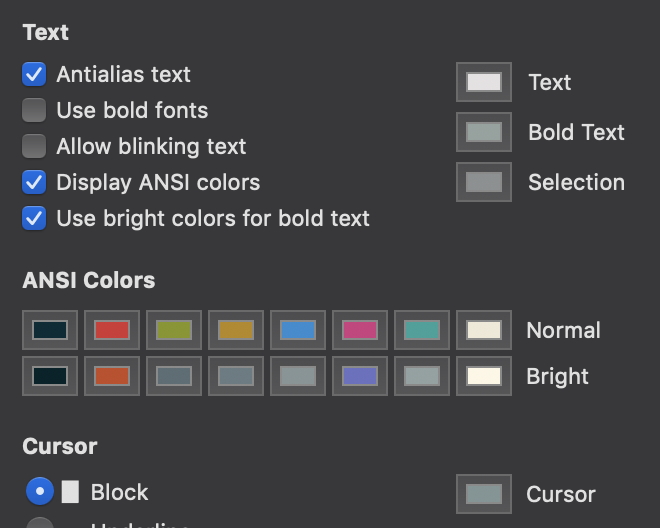 Text
Antialias text
Text
Use bold fonts
Bold Text
Allow blinking text
Display ANSI colors
Selection
Use bright colors for bold text
ANSI Colors
Normal
Bright
Cursor
Block
Cursor
Underline